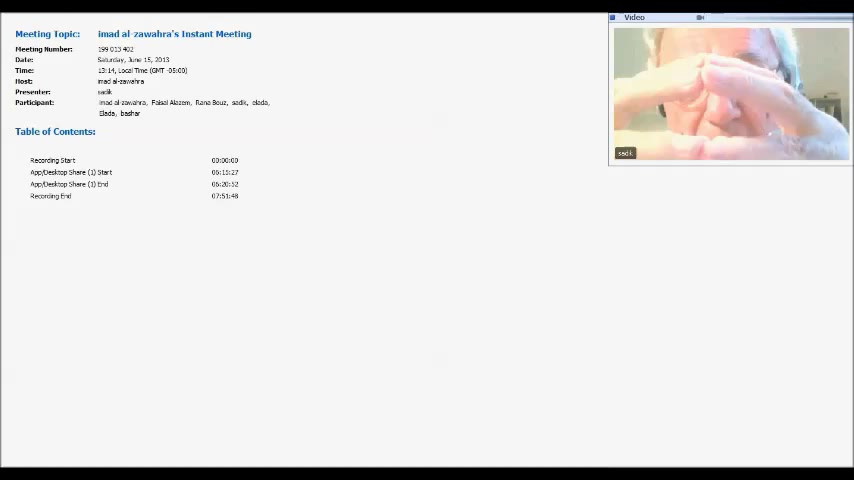 Meeting Topic: imad al-zawahra's Instant Meeting
Meeting Number: 199 013 402
Date: Saturday, June 15, 2013
Time: 13:14, Local Time (GMT -05:00)
Host: imad al-zawahra
Presenter: sadik
Participant: imad al-zawahra, Faisal Alazem, Rana Bouz, sadik, elada,
Elada, bashar
Table of Contents:
Recording Start 00:00:00
App/Desktop Share (1) Start 06:15:27
App/Desktop Share (1) End 06:20:52
Recording End 07:51:48
Video
sadik